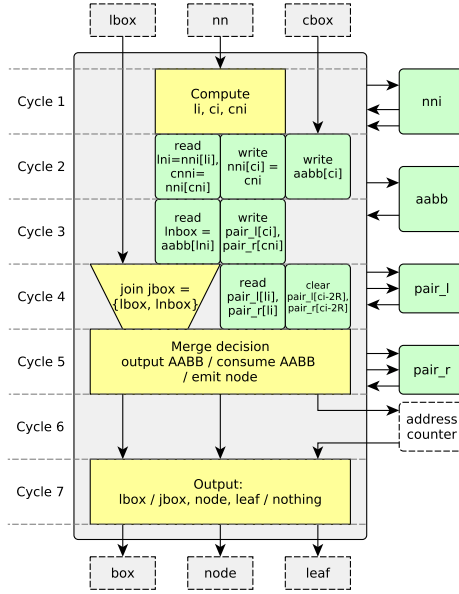 lbox
nn
cbox
Cycle 1
Compute
li, ci, cni
nni
Cycle 2
read
lni=nni[li],
cnni=
nni[cni]
write
nni[ci] =
cni
write
aabb[ci]
aabb
Cycle 3
read
lnbox =
aabb[lni]
write
pair_l[ci],
pair_r[cni]
Cycle 4
join jbox =
{lbox, lnbox}
read
pair_l[li],
pair_r[li]
clear
pair_l[ci-2R],
pair_r[ci-2R]
pair_l
Cycle 5
Merge decision
output AABB / consume AABB
/ emit node
pair_r
Cycle 6
address
counter
Cycle 7
Output:
lbox / jbox, node, leaf / nothing
box
node
leaf